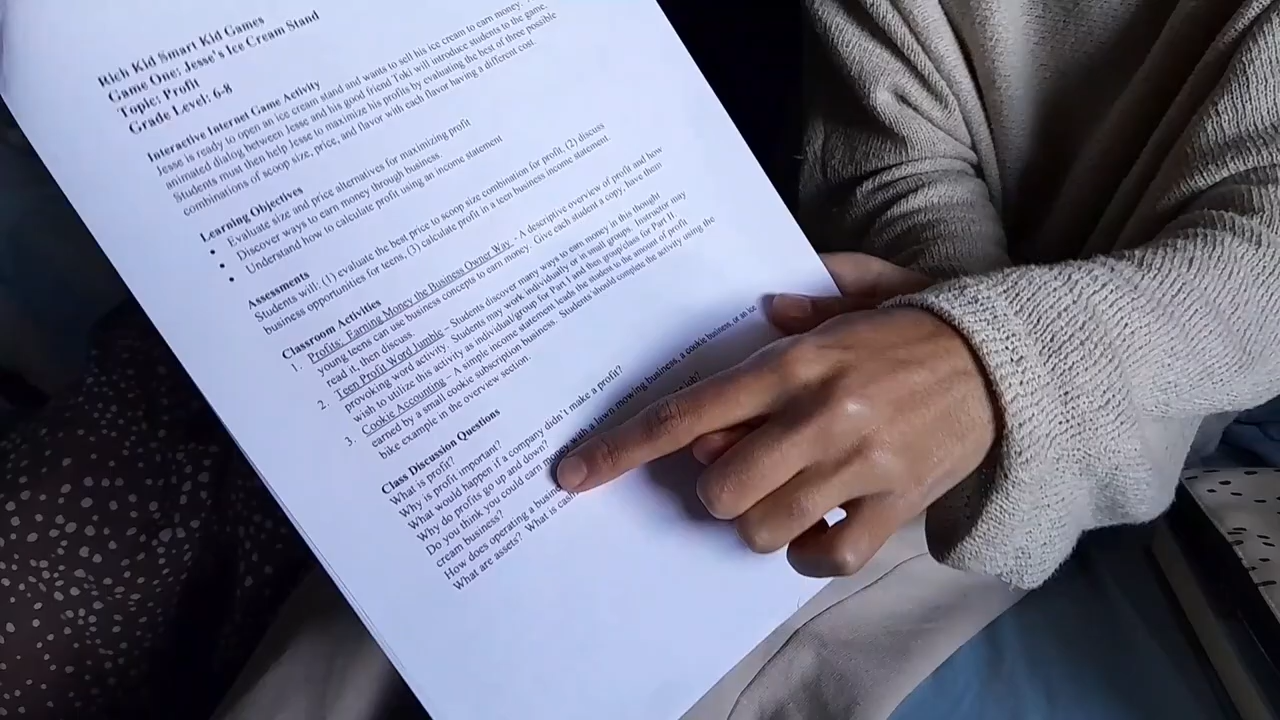 Rich Kid Smart Kid Games
Game One: Jesse's Ice Cream Stand
Topic: Profit
Grade Level: 6-8
Interactive Internet Game Activity
Jesse is ready to open an ice cream stand and wants to sell his ice cream to earn money.
animated dialog between Jesse and his good friend Toki will introduce students to the game.
Students must then help Jesse to maximize his profits by evaluating the best of three possible
combinations of scoop size, price, and flavor with each flavor having a different cost.
Learning Objectives
• Evaluate size and price alternatives for maximizing profit
• Discover ways to earn money through business.
• Understand how to calculate profit using an income statement
Assessments
Students will: (1) evaluate the best price to scoop size combination for profit, (2) discuss
business opportunities for teens, (3) calculate profit in a teen business income statement
Classroom Activities
1. Profits: Earning Money the Business Owner Way. - A descriptive overview of profit and how
young teens can use business concepts to earn money. Give each student a copy, have them
read it, then discuss.
2. Teen Profit Word Jumble – Students discover many ways to earn money in this thought
provoking word activity. Students may work individually or in small groups. Instructor may
wish to utilize this activity as individual/group for Part I and then group/class for Part II.
3. Cookie Accounting – A simple income statement leads the student to the amount of profit
earned by a small cookie subscription business. Students should complete the activity using the
bike example in the overview section.
Class Discussion Questions
What is profit?
Why is profit important?
What would happen if a company didn't make a profit?
Why do profits go up and down?
Do you think you could earn money with a lawn mowing business, a cookie business, or an ice
cream business?
How does operating a business job?
What are assets? What is cash